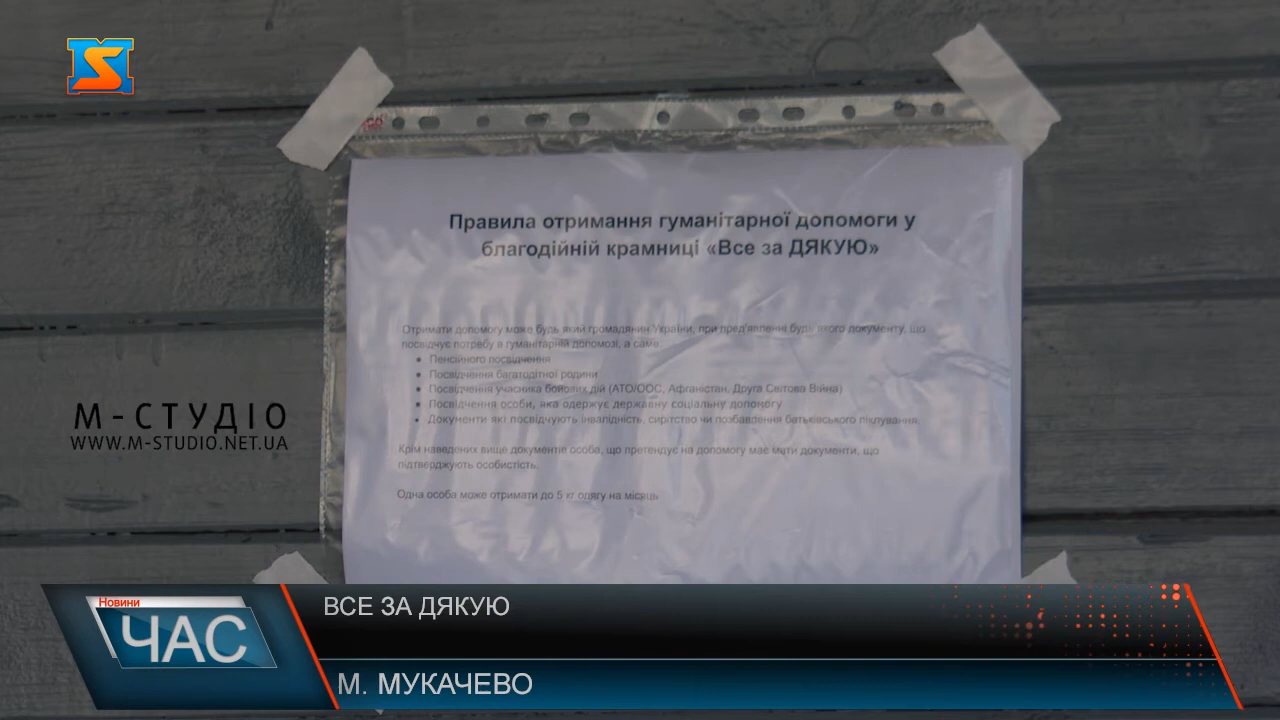 Правила отримання гуманітарної допомоги у
благодійній крамниці «Все за ДЯКУЮ»
Отримати допомогу може будь який громадянин України, при пред'явленні будь якого документу, що
посвідчує потребу в гуманітарній допомозі, а саме
• Пенсійного посвідчення
• Посвідчення багатодітної родини
• Посвідчення учасника бойових дій (АТО/ООС, Афганістан, Друга Світова Війна)
• Посвідчення особи, яка одержує державну соціальну допомогу
• Документи які посвідчують інвалідність, сирітство чи позбавлення батьківського піклування.
Крім наведених вище документів особа, що претендує на допомогу має мати документи, що
підтверджують особистість.
Одна особа може отримати до 5 кг одягу на місяць
М-СТУДІО
WWW.M-STUDIO.NET.UA
Новини
ЧАС
ВСЕ ЗА ДЯКУЮ
М. МУКАЧЕВО